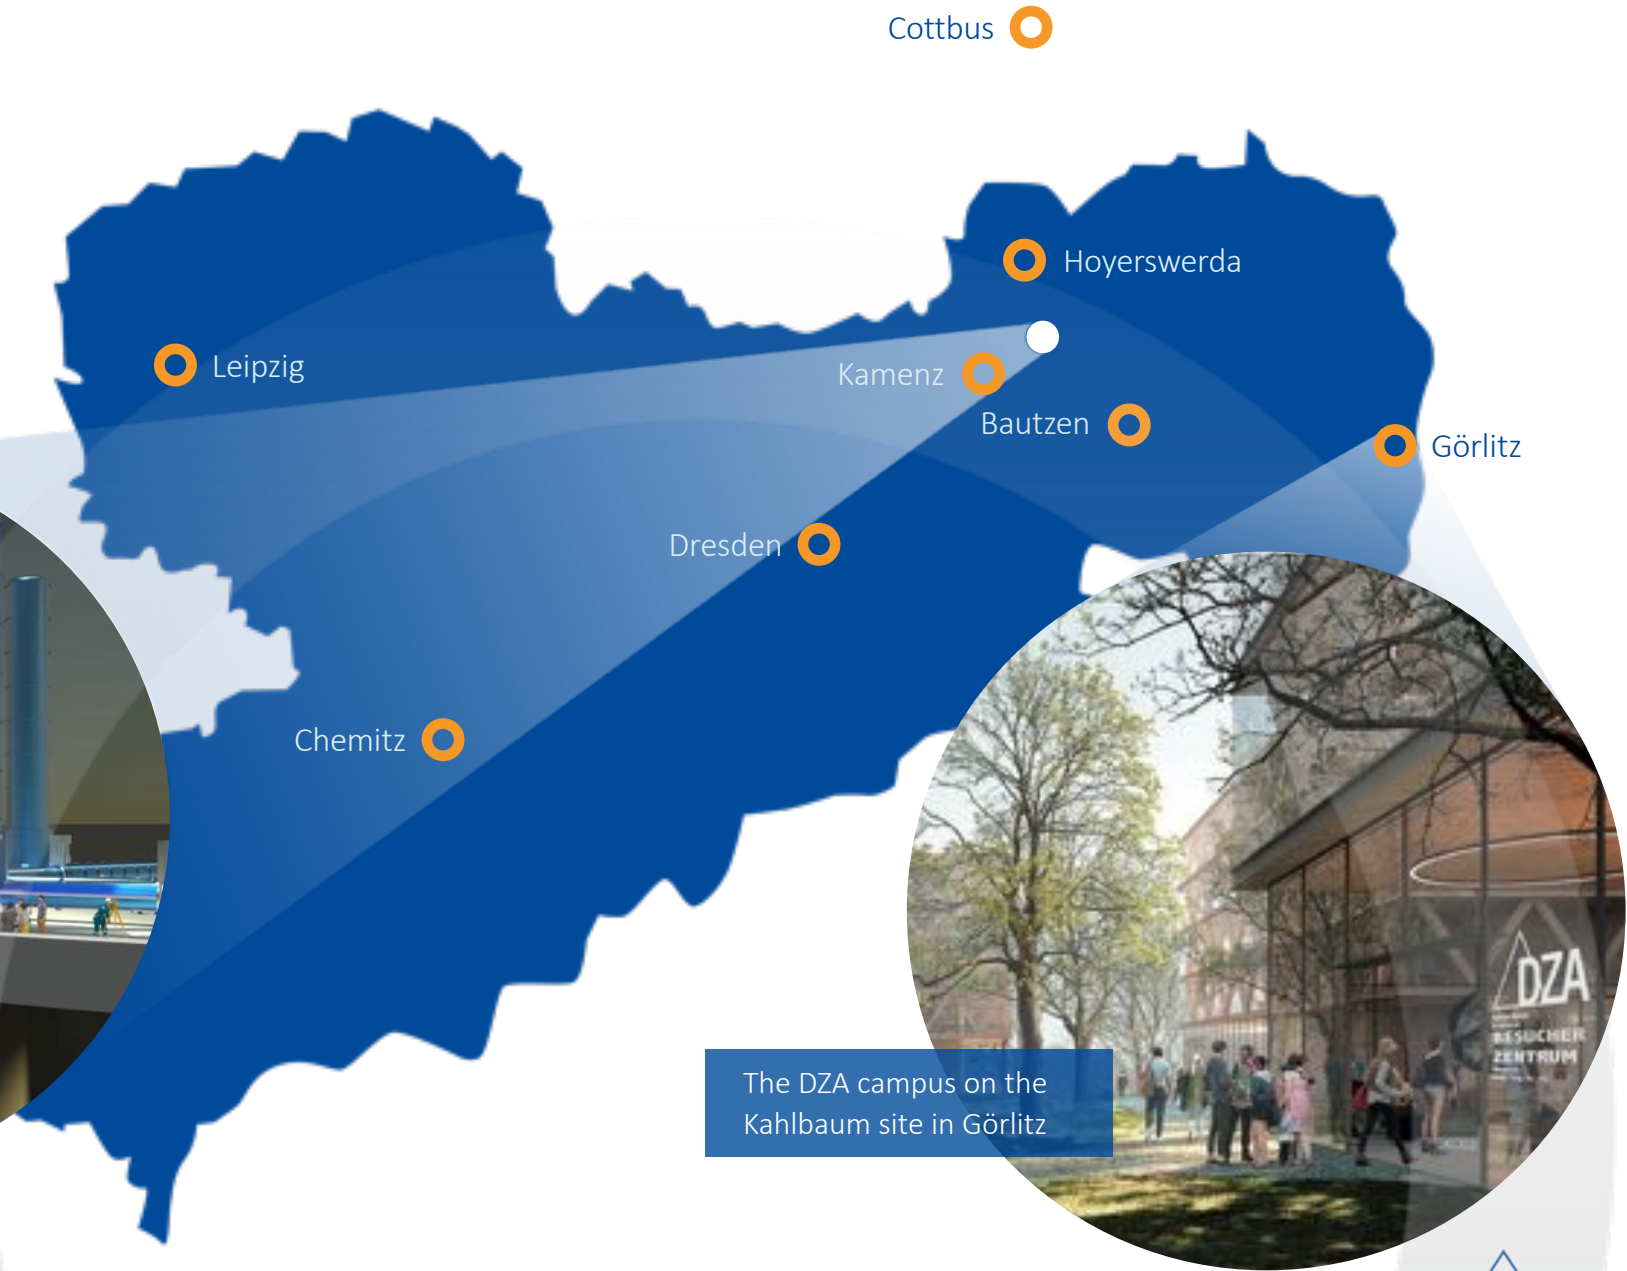 Cottbus
Hoyerswerda
Leipzig
Kamenz
Bautzen
Görlitz
Dresden
Chemitz
DZA
BESUCHER
ZENTRUM
The DZA campus on the
Kahlbaum site in Görlitz